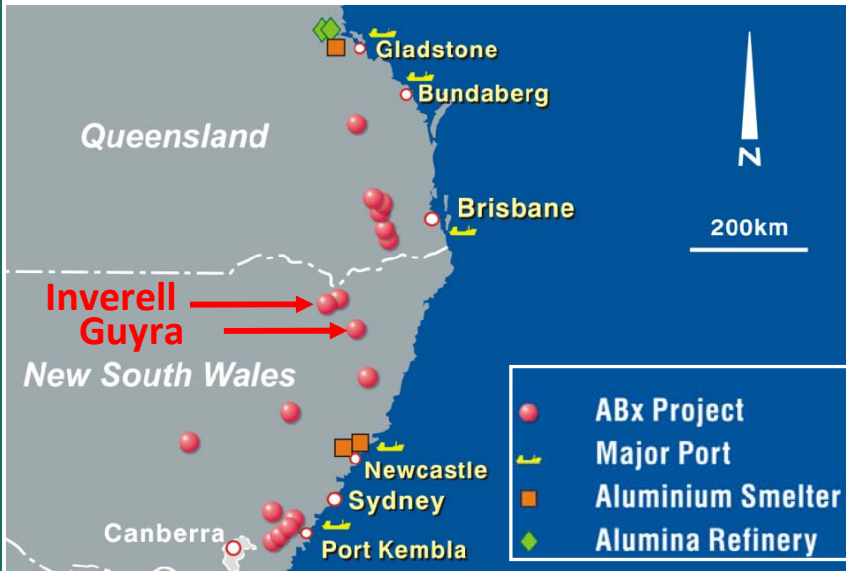 Gladstone
Bundaberg
Queensland
N
Brisbane
200km
Inverell
Guyra
New South Wales
ABx Project
Major Port
Newcastle
Aluminium Smelter
Sydney
Canberra
Port Kembla
Alumina Refinery